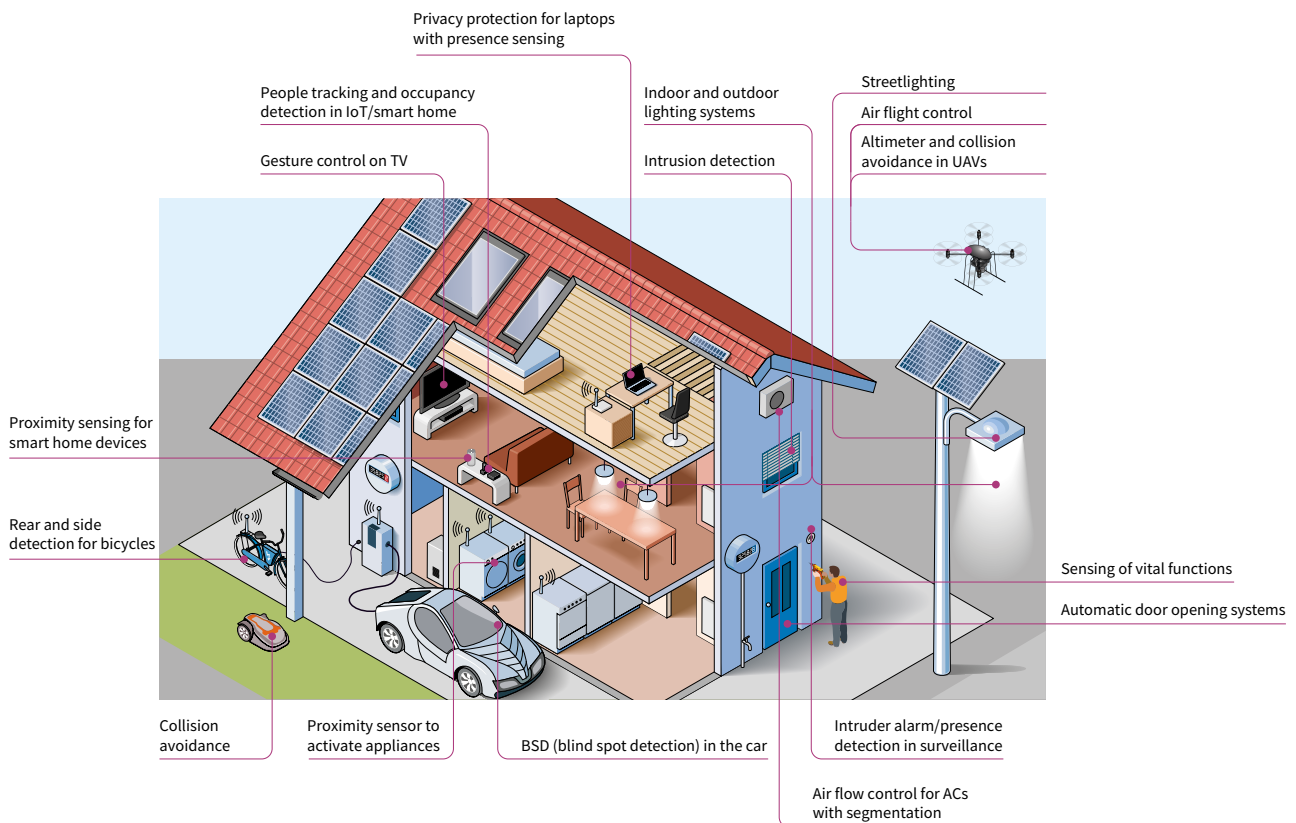 Privacy protection for laptops
with presence sensing
People tracking and occupancy
detection in IoT/smart home
Gesture control on TV
Indoor and outdoor
lighting systems
Intrusion detection
Streetlighting
Air flight control
Altimeter and collision
avoidance in UAVs
Proximity sensing for
smart home devices
Rear and side
detection for bicycles
Sensing of vital functions
Automatic door opening systems
Collision
avoidance
Proximity sensor to
activate appliances
BSD (blind spot detection) in the car
Intruder alarm/presence
detection in surveillance
Air flow control for ACs
with segmentation